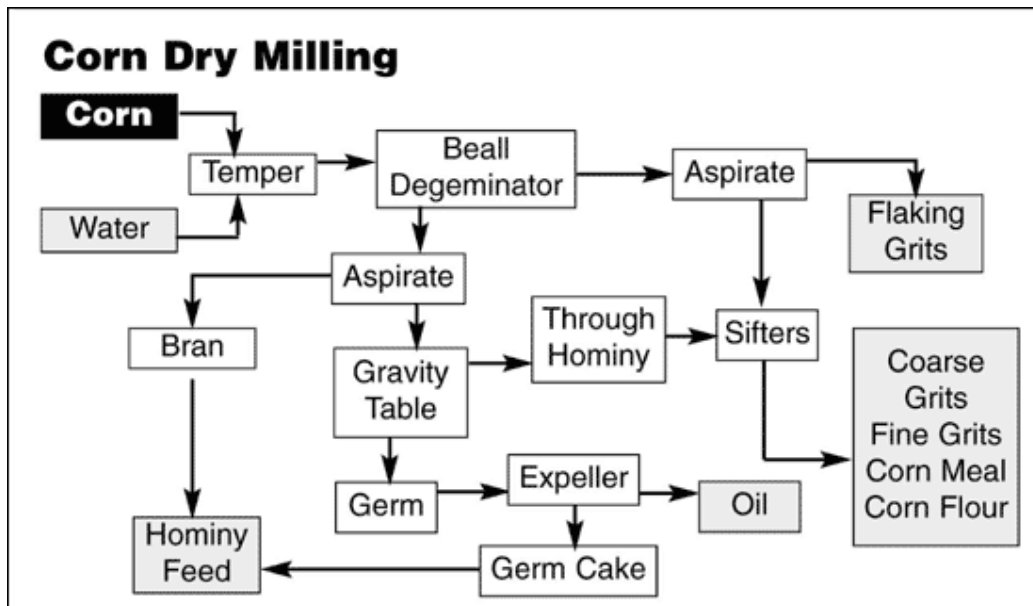 Corn Dry Milling
Corn
Temper
Water
Beall
Degeminator
Aspirate
Flaking
Grits
Aspirate
Bran
Gravity
Table
Through
Hominy
Sifters
Coarse
Grits
Fine Grits
Corn Meal
Corn Flour
Germ
Expeller
Oil
Hominy
Feed
Germ Cake